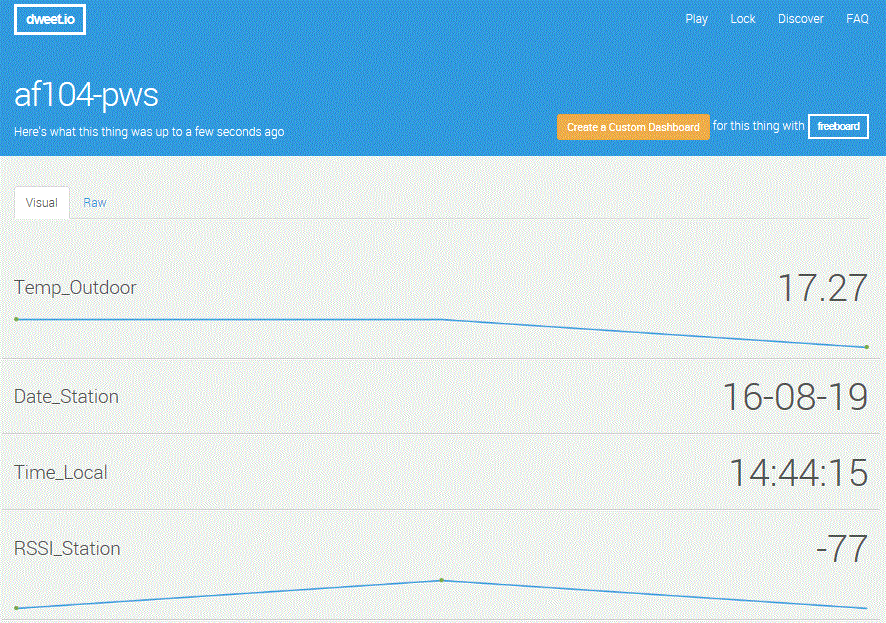 dweet.io
Play Lock Discover FAQ
af104-pws
Here's what this thing was up to a few seconds ago
Create a Custom Dashboard for this thing with freeboard
Visual Raw
Temp_Outdoor 17.27
Date_Station 16-08-19
Time_Local 14:44:15
RSSI_Station -77